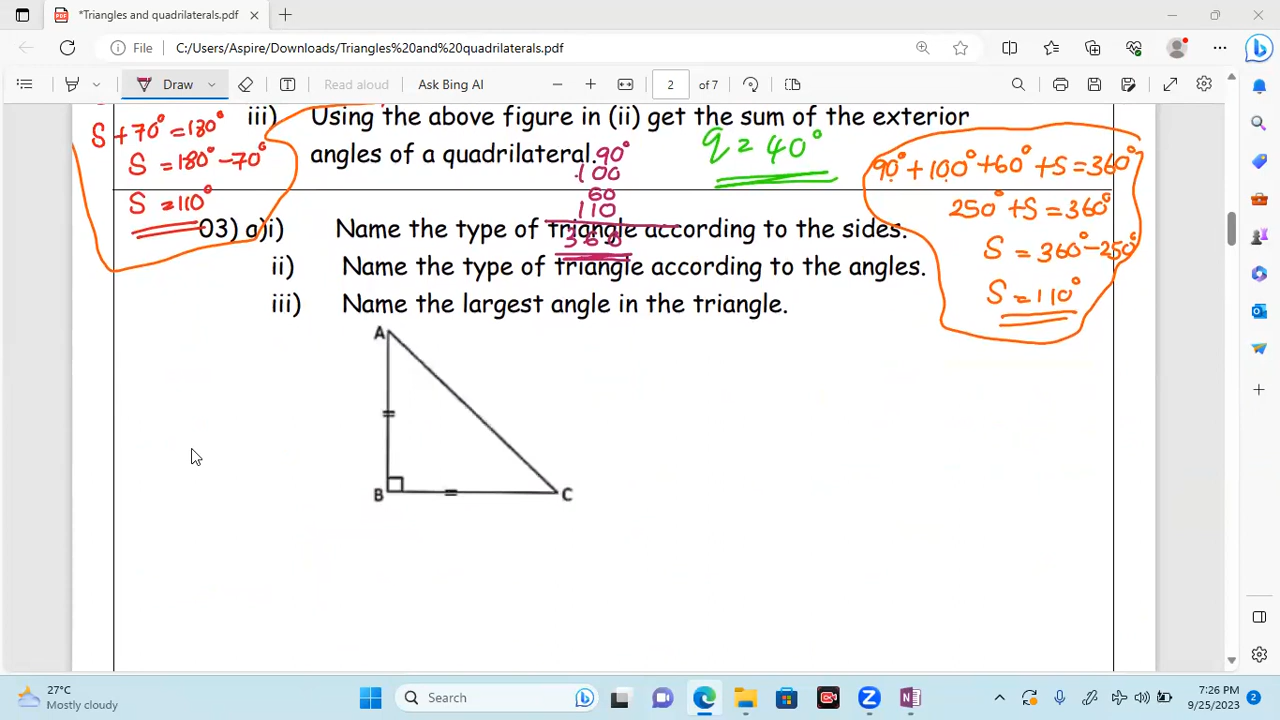 *Triangles and quadrilaterals.pdf
File
C:/Users/Aspire/Downloads/Triangles%20and%20quadrilaterals.pdf
Draw
Read aloud
Ask Bing AI
2 of 7
iii) Using the above figure in (ii) get the sum of the exterior
angles of a quadrilateral.
S + 70° = 180°
S = 180° - 70°
S = 110°
90°
100
60
110
360
q = 40°
90° + 100° + 60° + S = 360°
250° + S = 360°
S = 360° - 250°
S = 110°
03) a)i) Name the type of triangle according to the sides.
ii) Name the type of triangle according to the angles.
iii) Name the largest angle in the triangle.
A
B
C
27°C
Mostly cloudy
Search
7:26 PM
9/25/2023
2